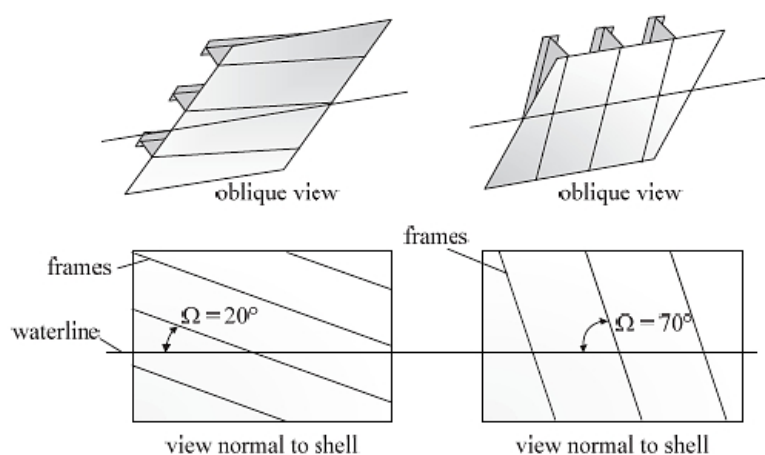 oblique view
oblique view
frames
frames
Ω = 20°
Ω = 70°
waterline
view normal to shell
view normal to shell